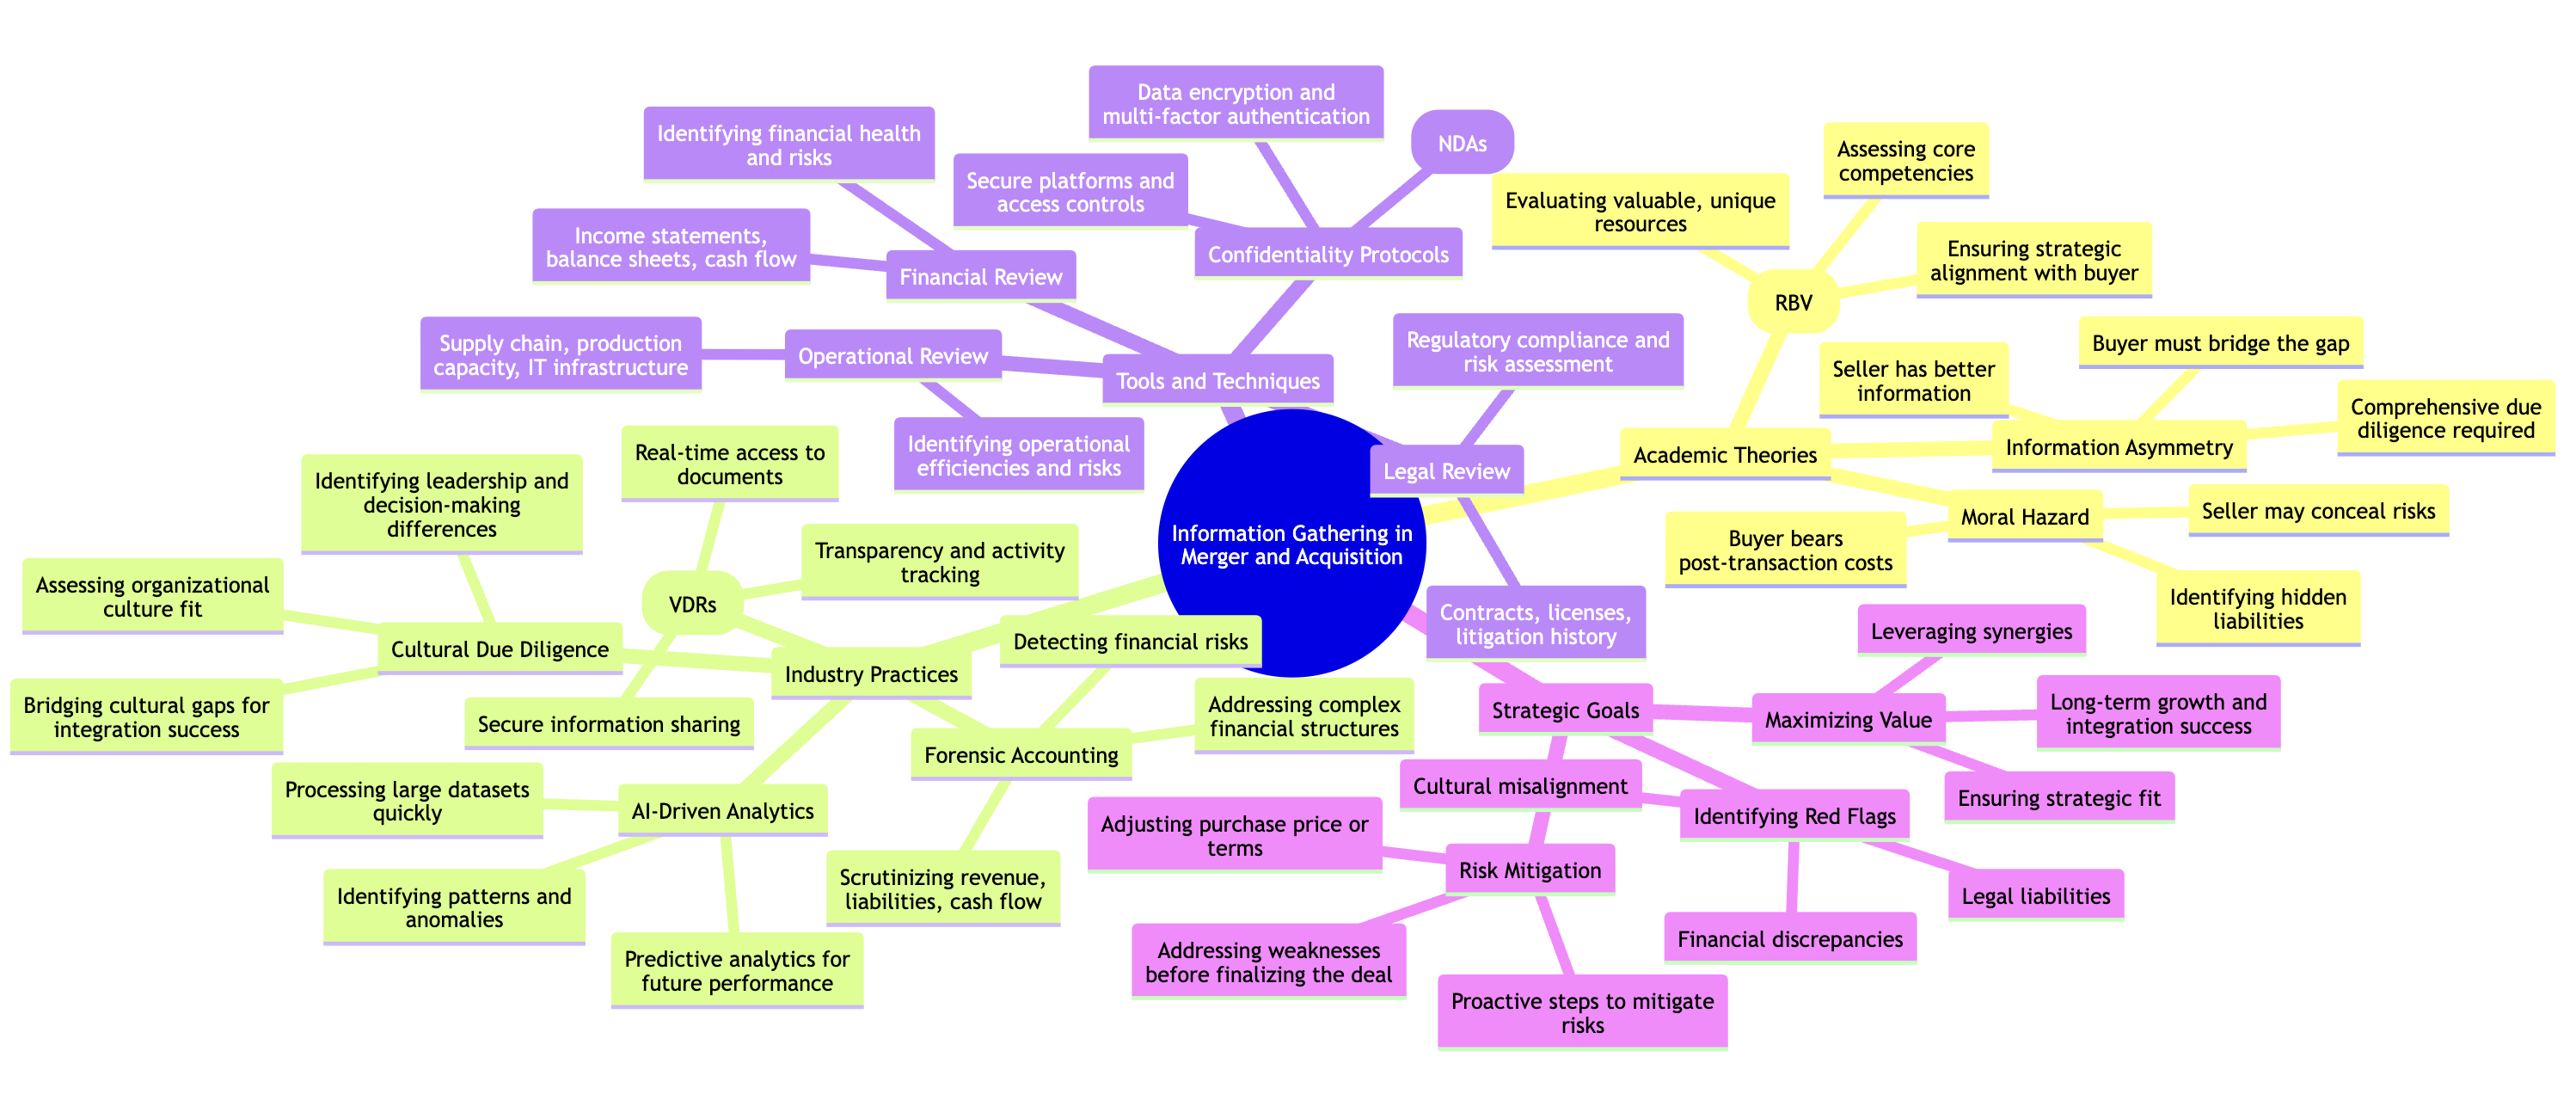 Information Gathering in
Merger and Acquisition
Tools and Techniques
Financial Review
Identifying financial health
and risks
Income statements,
balance sheets, cash flow
Operational Review
Supply chain, production
capacity, IT infrastructure
Identifying operational
efficiencies and risks
Confidentiality Protocols
Data encryption and
multi-factor authentication
NDAs
Secure platforms and
access controls
Legal Review
Regulatory compliance and
risk assessment
Contracts, licenses,
litigation history
Academic Theories
RBV
Evaluating valuable, unique
resources
Assessing core
competencies
Ensuring strategic
alignment with buyer
Information Asymmetry
Seller has better
information
Buyer must bridge the gap
Comprehensive due
diligence required
Moral Hazard
Buyer bears
post-transaction costs
Seller may conceal risks
Identifying hidden
liabilities
Industry Practices
VDRs
Real-time access to
documents
Transparency and activity
tracking
Secure information sharing
Cultural Due Diligence
Identifying leadership and
decision-making
differences
Assessing organizational
culture fit
Bridging cultural gaps for
integration success
AI-Driven Analytics
Processing large datasets
quickly
Identifying patterns and
anomalies
Predictive analytics for
future performance
Forensic Accounting
Detecting financial risks
Addressing complex
financial structures
Scrutinizing revenue,
liabilities, cash flow
Strategic Goals
Maximizing Value
Leveraging synergies
Long-term growth and
integration success
Ensuring strategic fit
Identifying Red Flags
Cultural misalignment
Legal liabilities
Financial discrepancies
Risk Mitigation
Adjusting purchase price or
terms
Addressing weaknesses
before finalizing the deal
Proactive steps to mitigate
risks